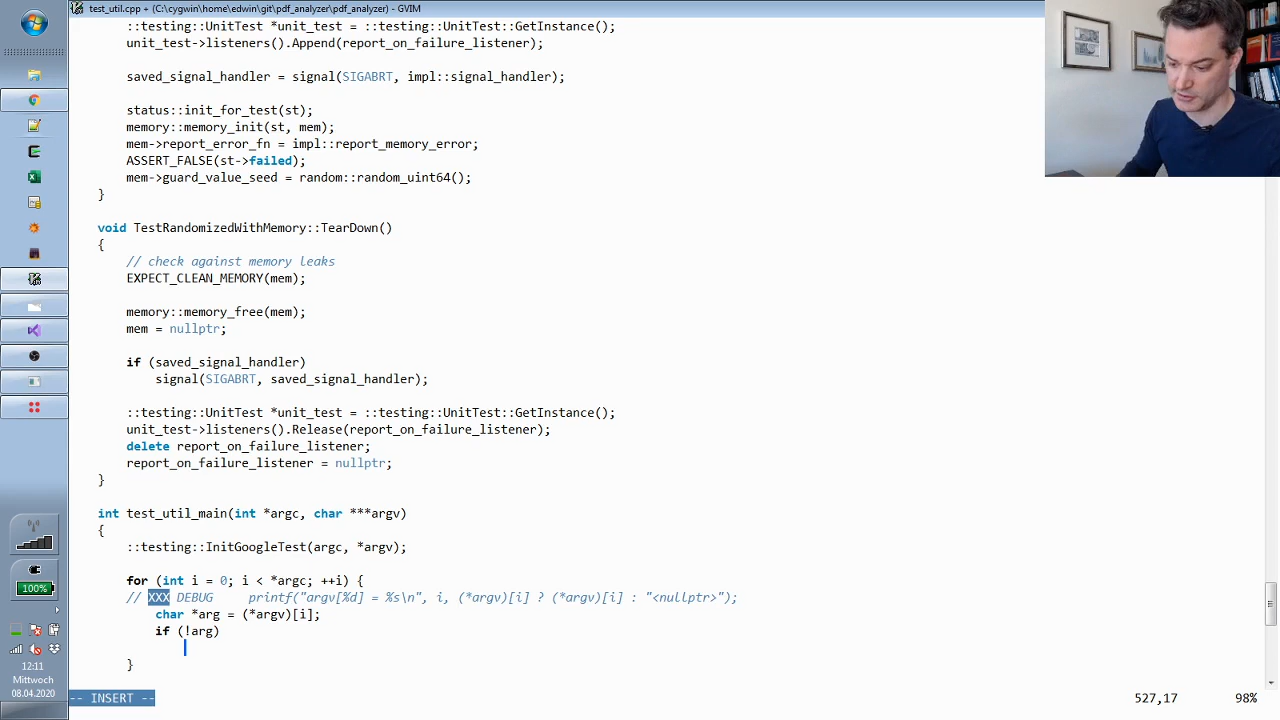 test_util.cpp + (C:\cygwin\home\edwin\git\pdf_analyzer\pdf_analyzer) - GVIM
::testing::UnitTest *unit_test = ::testing::UnitTest::GetInstance();
unit_test->listeners().Append(report_on_failure_listener);
saved_signal_handler = signal(SIGABRT, impl::signal_handler);
status::init_for_test(st);
memory::memory_init(st, mem);
mem->report_error_fn = impl::report_memory_error;
ASSERT_FALSE(st->failed);
mem->guard_value_seed = random::random_uint64();
}
void TestRandomizedWithMemory::TearDown()
{
// check against memory leaks
EXPECT_CLEAN_MEMORY(mem);
memory::memory_free(mem);
mem = nullptr;
if (saved_signal_handler)
signal(SIGABRT, saved_signal_handler);
::testing::UnitTest *unit_test = ::testing::UnitTest::GetInstance();
unit_test->listeners().Release(report_on_failure_listener);
delete report_on_failure_listener;
report_on_failure_listener = nullptr;
}
int test_util_main(int *argc, char ***argv)
{
::testing::InitGoogleTest(argc, *argv);
for (int i = 0; i < *argc; ++i) {
// XXX DEBUG     printf("argv[%d] = %s\n", i, (*argv)[i] ? (*argv)[i] : "<nullptr>");
char *arg = (*argv)[i];
if (!arg)
}
-- INSERT --
527,17
98%
100%
12:11
Mittwoch
08.04.2020